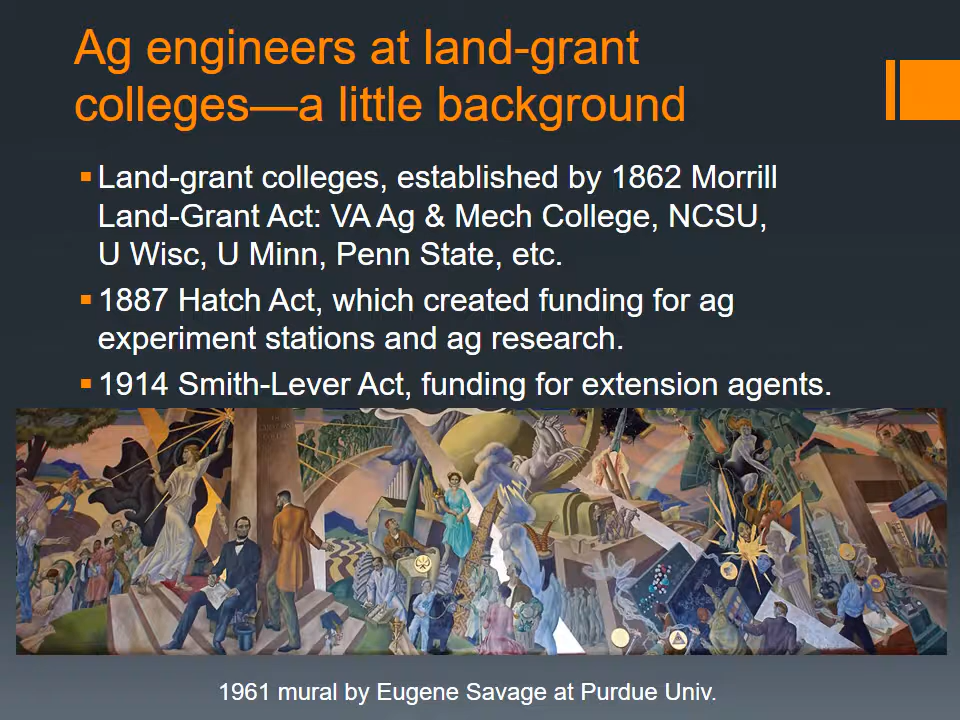 Ag engineers at land-grant
colleges—a little background
Land-grant colleges, established by 1862 Morrill
Land-Grant Act: VA Ag & Mech College, NCSU,
U Wisc, U Minn, Penn State, etc.
1887 Hatch Act, which created funding for ag
experiment stations and ag research.
1914 Smith-Lever Act, funding for extension agents.
1961 mural by Eugene Savage at Purdue Univ.